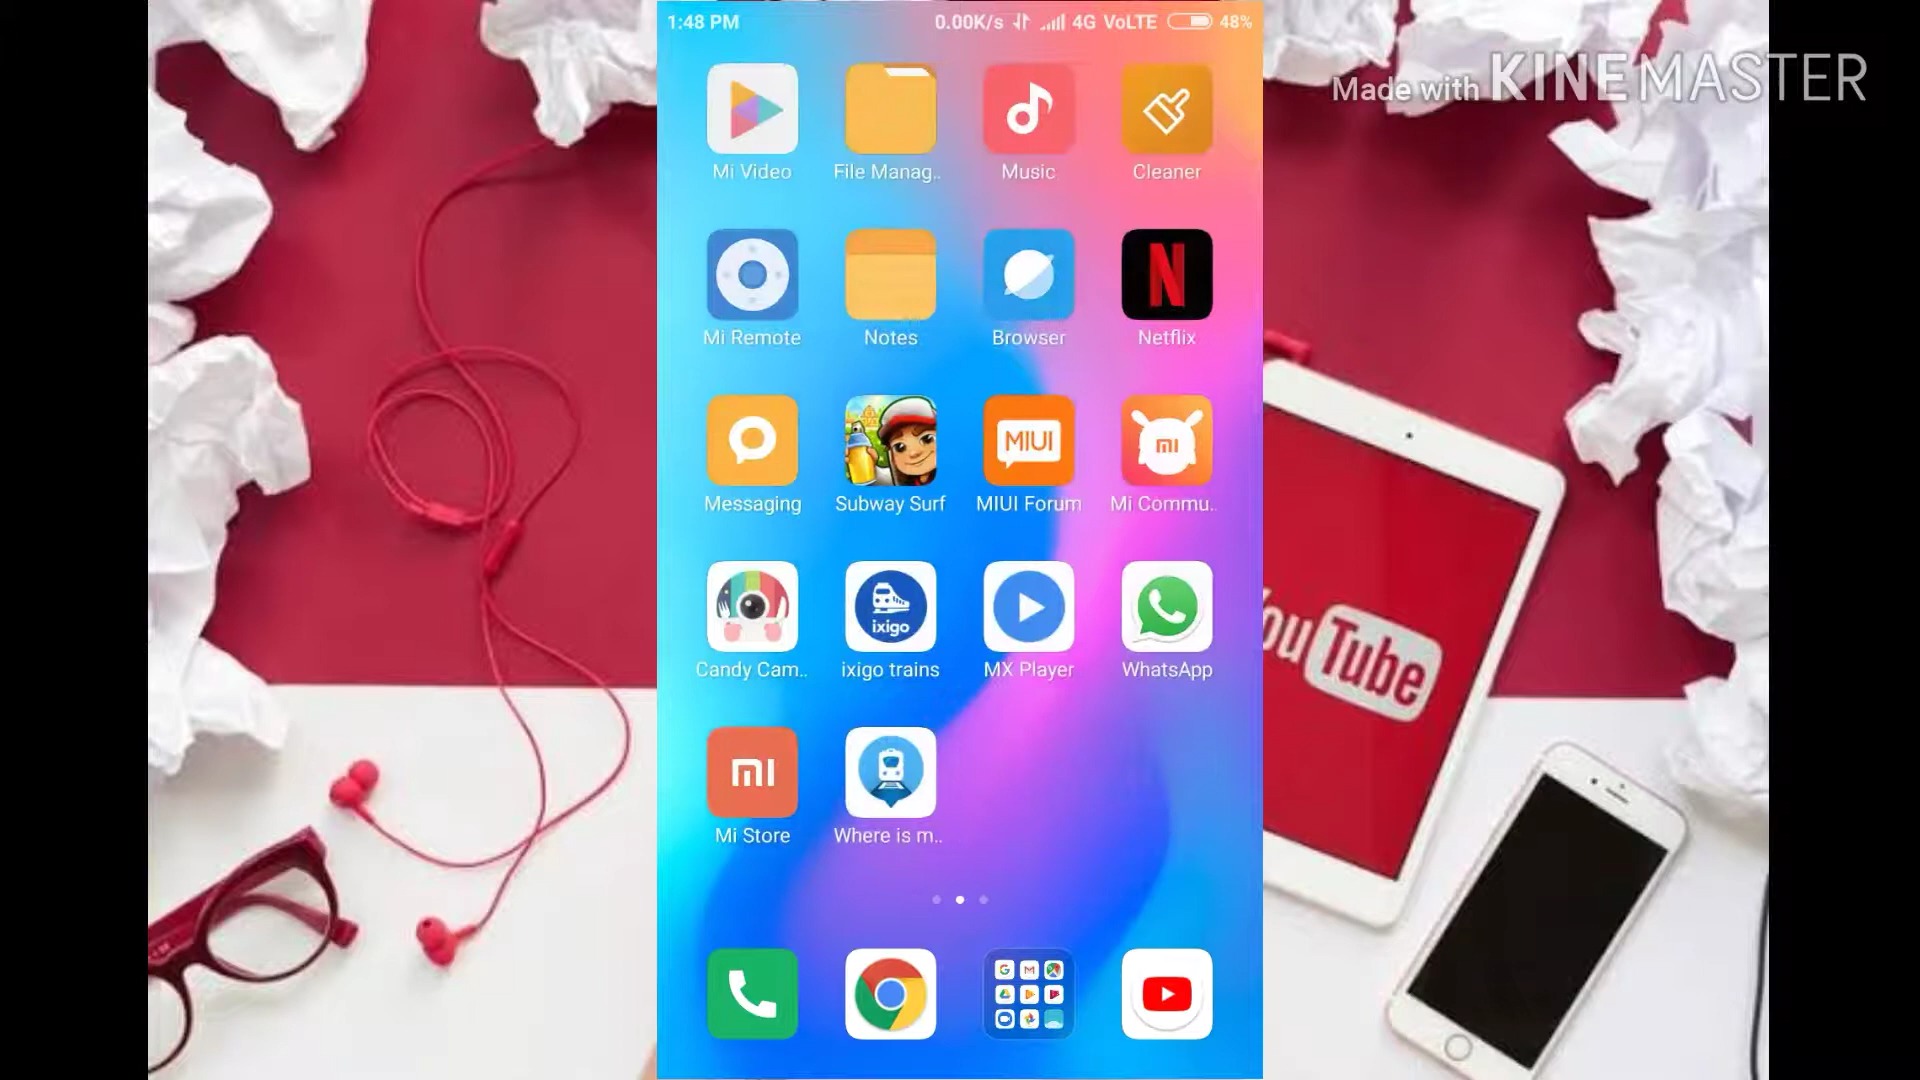 1:48 PM 0.00K/s 4G VoLTE 48%
Made with KINEMASTER
Mi Video File Manag.. Music Cleaner
Mi Remote Notes Browser Netflix
N
MIUI
mi
Messaging Subway Surf MIUI Forum Mi Commu..
ixigo
Candy Cam.. ixigo trains MX Player WhatsApp
YouTube
mi
Mi Store Where is m..